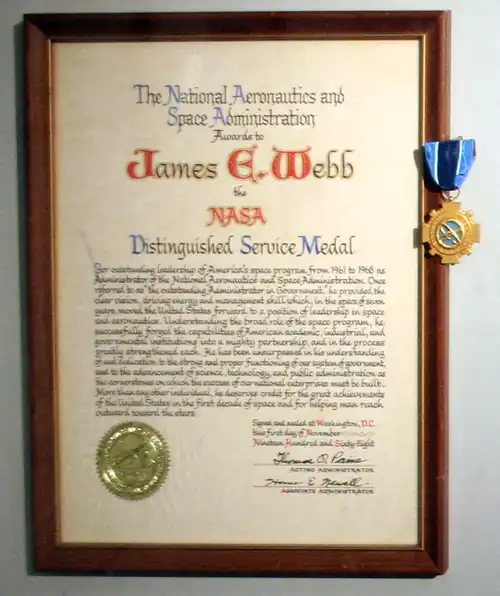 The National Aeronautics and
Space Administration
Awards to
James E. Webb
the
NASA
Distinguished Service Medal
For outstanding leadership of America's space program from 1961 to 1968 as
Administrator of the National Aeronautics and Space Administration. Once
referred to as "the outstanding Administrator in Government," he provided the
clear vision, driving energy and management skill which, in the space of seven
years, moved the United States forward to a position of leadership in space
and aeronautics. Understanding the broad role of the space program, he
successfully forged the capabilities of American academic, industrial, and
governmental institutions into a mighty partnership, and in the process
greatly strengthened each. He has been unsurpassed in his understanding
of and dedication to the strong and proper functioning of our system of government,
and to the advancement of science, technology, and public administration as
the cornerstones on which the success of our national enterprises must be built.
More than any other individual, he deserves credit for the great achievements
of the United States in the first decade of space and for helping man reach
outward toward the stars.
Signed and sealed at Washington, D.C.
this first day of November
Nineteen Hundred and Sixty-Eight
Thomas O. Paine
ACTING ADMINISTRATOR
Homer E. Newell
ASSOCIATE ADMINISTRATOR